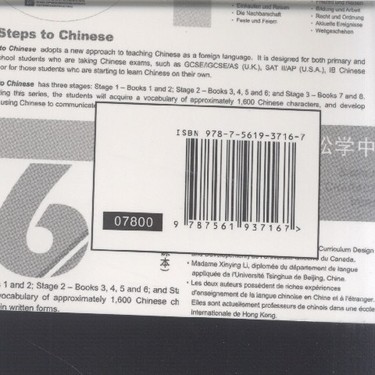 Einkaufen und Reisen
Die Nachbarschaft
Feste und Feiern
Bildung und Arbeit
Recht und Ordnung
Aktuelle Ereignisse
Weltgeschehen
Steps to Chinese
to Chinese adopts a new approach to teaching Chinese as a foreign language. It is designed for both primary and
chool students who are taking Chinese exams, such as GCSE/IGCSE/AS (U.K.), SAT II/AP (U.S.A.), IB Chinese
or for those students who are starting to learn Chinese on their own.
to Chinese has three stages: Stage 1 – Books 1 and 2; Stage 2 – Books 3, 4, 5 and 6; and Stage 3 – Books 7 and 8.
ing this series, the students will acquire a vocabulary of approximately 1,600 Chinese characters, and develop
using Chinese to communicat
ISBN 978-7-5619-3716-7
07800
9 787561 937167 >
松学中
6
本
Curriculum Design
du Canada.
Madame Xinying Li, diplômée du département de langue
appliquée de l'Université Tsinghua de Beijing, Chine.
Les deux auteurs possèdent de riches expériences
d'enseignement de la langue chinoise en Chine et à l'étranger.
Elles sont actuellement professeurs de chinois dans une école
internationale de Hong Kong.
1 and 2; Stage 2 – Books 3, 4, 5 and 6; and St
vocabulary of approximately 1,600 Chinese ch
in written forms.